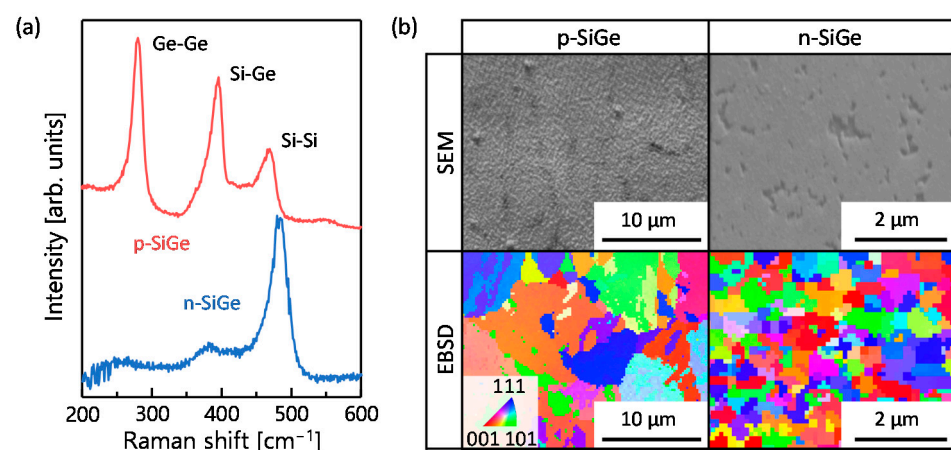 (a)
Ge-Ge
Si-Ge
Si-Si
p-SiGe
n-SiGe
Intensity [arb. units]
200 300 400 500 600
Raman shift [cm⁻¹]
(b)
p-SiGe n-SiGe
SEM
10 μm
2 μm
EBSD
111
001 101
10 μm
2 μm